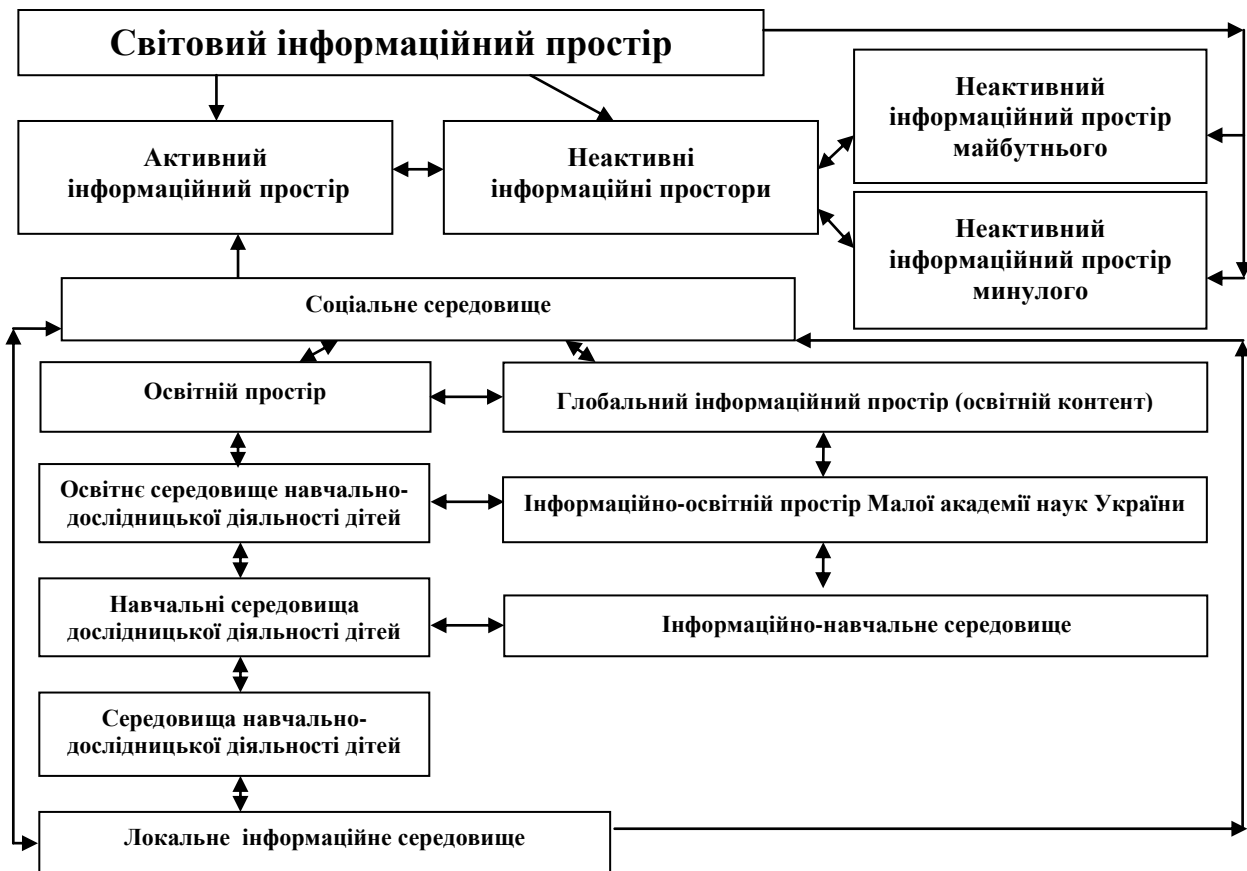 Світовий інформаційний простір
Неактивний
інформаційний простір
майбутнього
Активний
інформаційний простір
Неактивні
інформаційні простори
Неактивний
інформаційний простір
минулого
Соціальне середовище
Освітній простір
Глобальний інформаційний простір (освітній контент)
Освітнє середовище навчально-
дослідницької діяльності дітей
Інформаційно-освітній простір Малої академії наук України
Навчальні середовища
дослідницької діяльності дітей
Інформаційно-навчальне середовище
Середовища навчально-
дослідницької діяльності дітей
Локальне інформаційне середовище